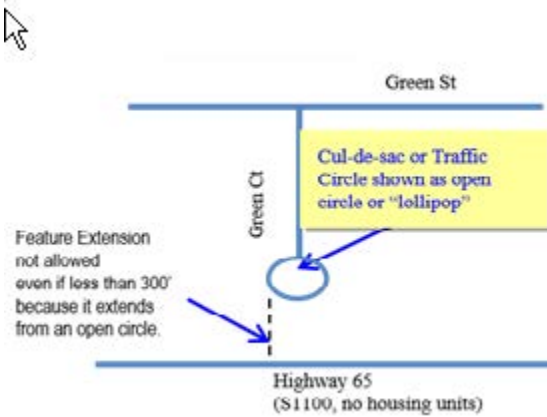 Green St
Cul-de-sac or Traffic
Circle shown as open
circle or “lollipop”
Green Ct
Feature Extension
not allowed
even if less than 300'
because it extends
from an open circle.
Highway 65
(S1100, no housing units)